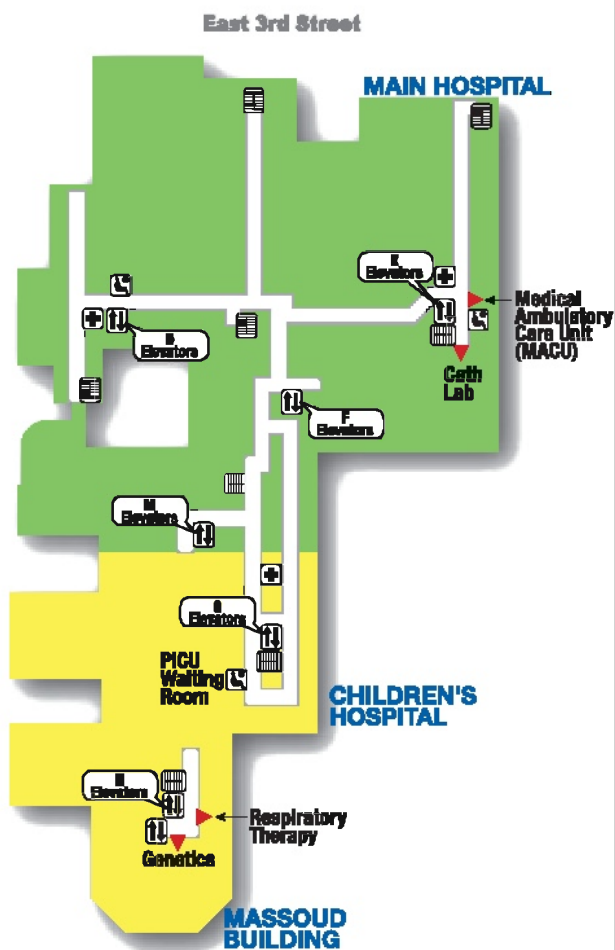 East 3rd Street
MAIN HOSPITAL
Elevators
Medical
Ambulatory
Care Unit
(MACU)
Elevators
Cath
Lab
F
Elevators
M
Elevators
Elevators
PICU
Waiting
Room
CHILDREN'S
HOSPITAL
Elevators
Respiratory
Therapy
Genetics
MASSOUD
BUILDING